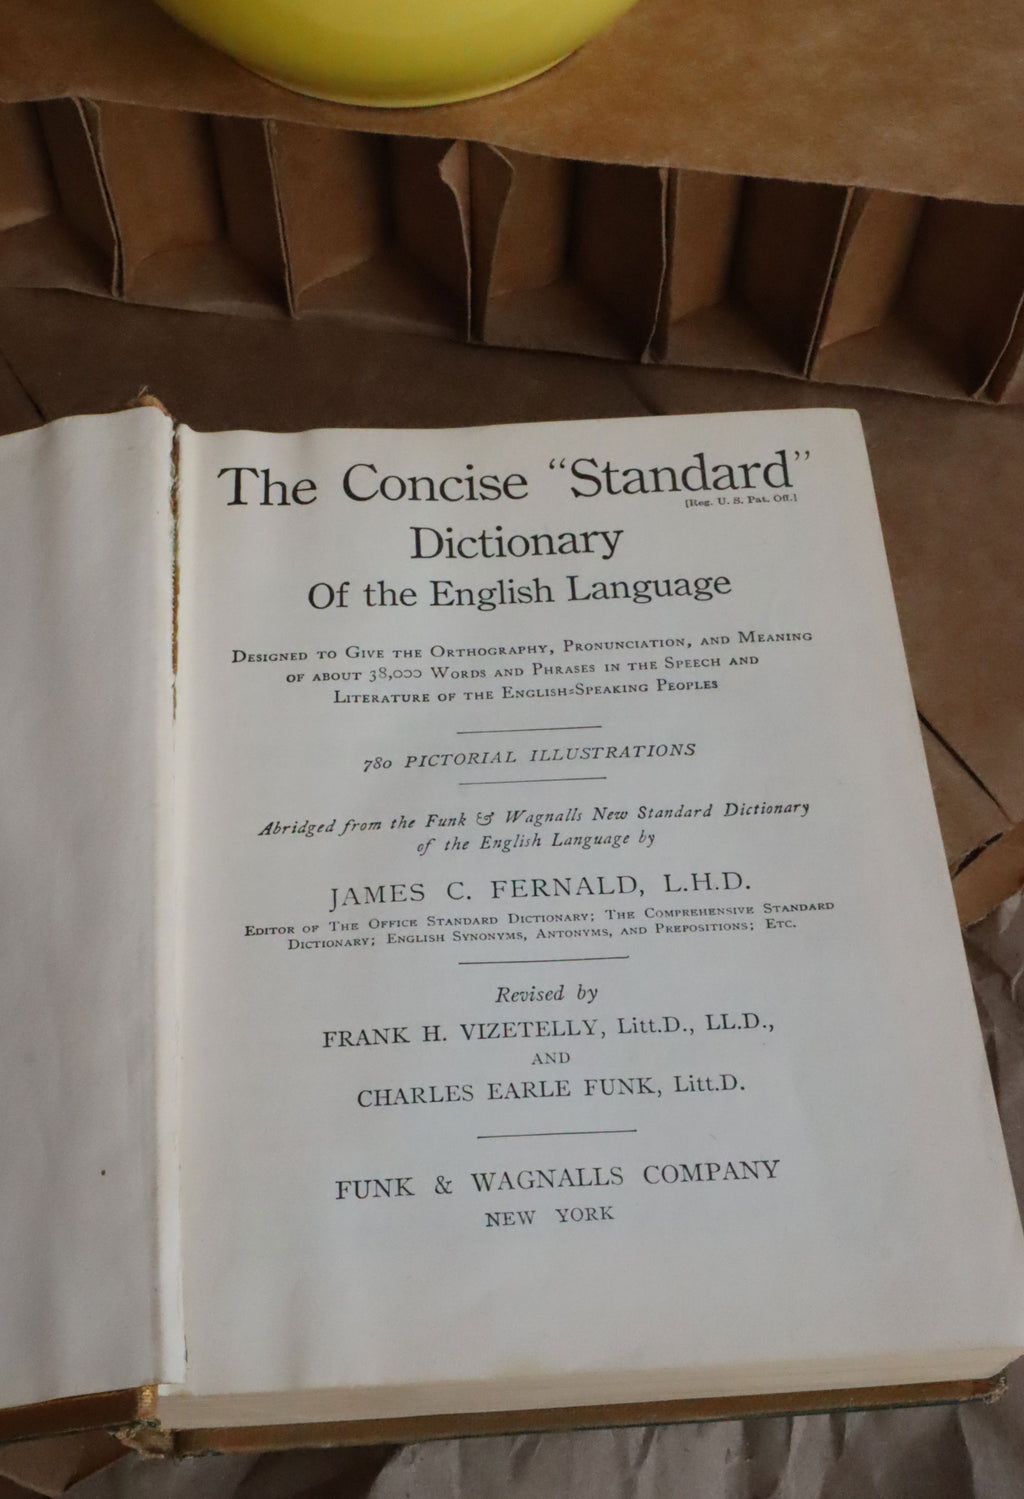 The Concise “Standard”
[Reg. U. S. Pat. Off.]
Dictionary
Of the English Language
Designed to Give the Orthography, Pronunciation, and Meaning
of about 38,000 Words and Phrases in the Speech and
Literature of the English=Speaking Peoples
780 PICTORIAL ILLUSTRATIONS
Abridged from the Funk & Wagnalls New Standard Dictionary
of the English Language by
JAMES C. FERNALD, L.H.D.
Editor of The Office Standard Dictionary; The Comprehensive Standard
Dictionary; English Synonyms, Antonyms, and Prepositions; Etc.
Revised by
FRANK H. VIZETELLY, Litt.D., LL.D.,
AND
CHARLES EARLE FUNK, Litt.D.
FUNK & WAGNALLS COMPANY
NEW YORK